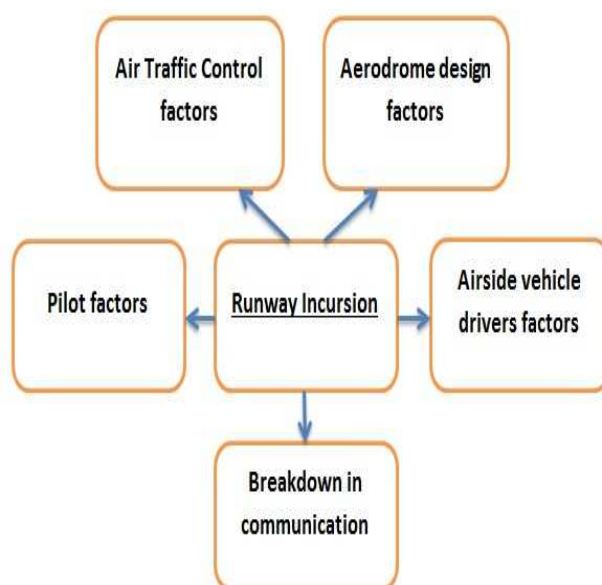 Air Traffic Control
factors
Aerodrome design
factors
Pilot factors
Runway Incursion
Airside vehicle
drivers factors
Breakdown in
communication